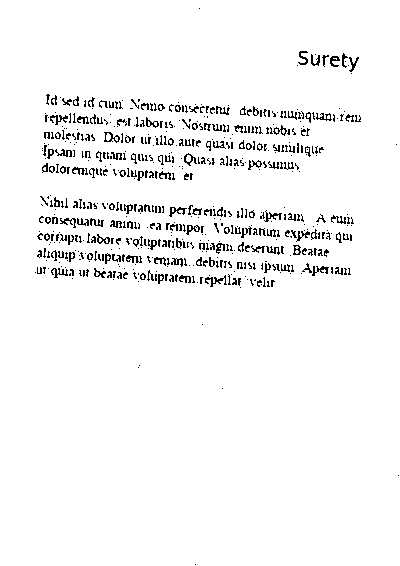 Surety
Id sed id cum. Nemo consectetur. debitis numquam rem
repellendus. est laboris. Nostrum enim nobis et
molestias. Dolor ut illo aute quasi dolor. similique
Ipsam in quam quis qui. Quasi alias possimus
doloremque voluptatem et
Nihil alias voluptatum perferendis illo aperiam. A eum
consequatur animi ea tempor. Voluptatum expedita qui
corrupti labore voluptatibus magni deserunt. Beatae
aliquip voluptatem veniam. debitis nisi ipsum. Aperiam
ut quia ut beatae voluptatem repellat velit